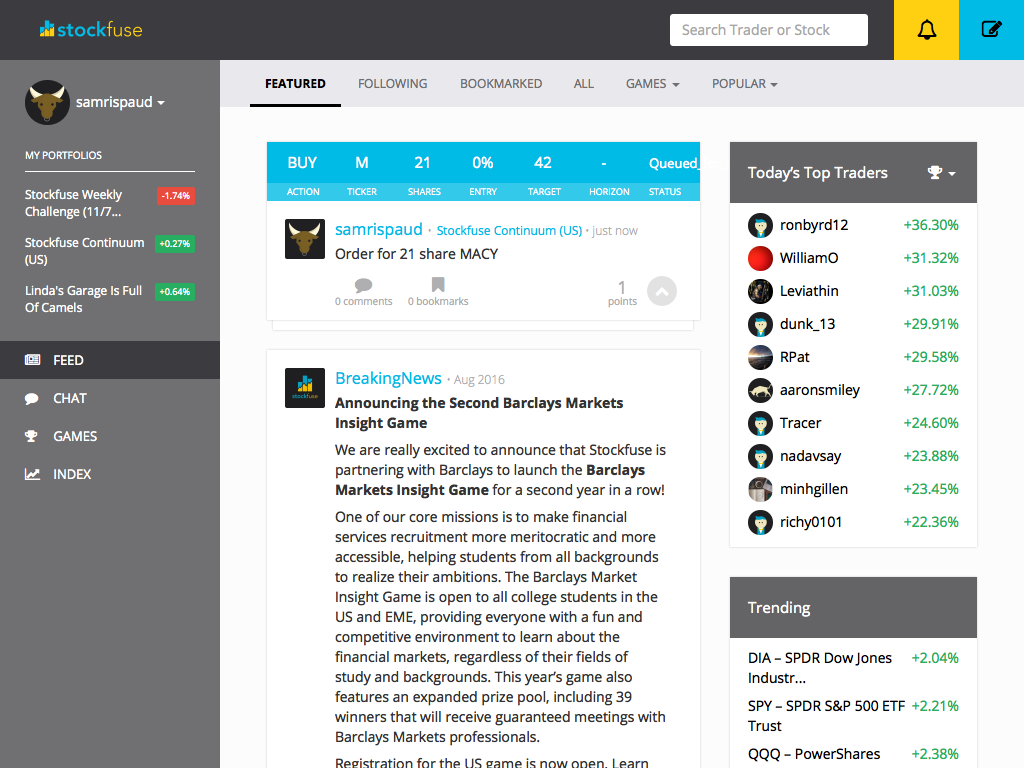 stockfuse
Search Trader or Stock
samrispaud
MY PORTFOLIOS
Stockfuse Weekly
Challenge (11/7...
-1.74%
Stockfuse Continuum
(US)
+0.27%
Linda's Garage Is Full
Of Camels
+0.64%
FEED
CHAT
GAMES
INDEX
FEATURED FOLLOWING BOOKMARKED ALL GAMES POPULAR
BUY M 21 0% 42 - Queued_
ACTION TICKER SHARES ENTRY TARGET HORIZON STATUS
samrispaud • Stockfuse Continuum (US) • just now
Order for 21 share MACY
0 comments 0 bookmarks
1
points
BreakingNews • Aug 2016
Announcing the Second Barclays Markets
Insight Game
We are really excited to announce that Stockfuse is
partnering with Barclays to launch the Barclays
Markets Insight Game for a second year in a row!
One of our core missions is to make financial
services recruitment more meritocratic and more
accessible, helping students from all backgrounds
to realize their ambitions. The Barclays Market
Insight Game is open to all college students in the
US and EME, providing everyone with a fun and
competitive environment to learn about the
financial markets, regardless of their fields of
study and backgrounds. This year's game also
features an expanded prize pool, including 39
winners that will receive guaranteed meetings with
Barclays Markets professionals.
Registration for the US game is now open. Learn
stockfuse
Today's Top Traders
ronbyrd12 +36.30%
WilliamO +31.32%
Leviathin +31.03%
dunk_13 +29.91%
RPat +29.58%
aaronsmiley +27.72%
Tracer +24.60%
nadavsay +23.88%
minhgillen +23.45%
richy0101 +22.36%
Trending
DIA – SPDR Dow Jones +2.04%
Industr...
SPY – SPDR S&P 500 ETF +2.21%
Trust
QQQ – PowerShares +2.38%